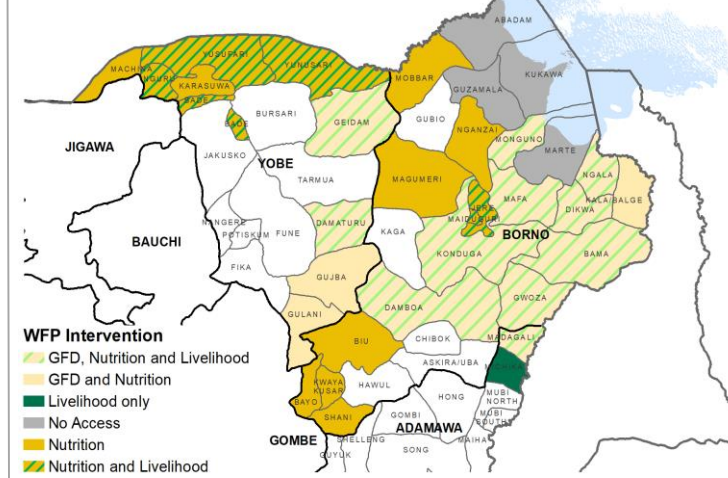 ABADAM
YUSUFARI
MACHINA
YUNUSARI
MOBBAR
KUKAWA
NGURU
KARASUWA
GUZAMALA
BADE
BURSARI
GEIDAM
GUBIO
NGANZAI
BADE
MONGUNO
MARTE
JIGAWA
JAKUSKO
YOBE
NGALA
TARMUA
MAGUMERI
MAFA
KALA/BALGE
JERE
DIKWA
NANGERE
DAMATURU
MAIDUGURI
POTISKUM
FUNE
KAGA
BORNO
BAUCHI
KONDUGA
BAMA
FIKA
GUJBA
GWOZA
GULANI
DAMBOA
WFP Intervention
MADAGALI
BIU
CHIBOK
GFD, Nutrition and Livelihood
ASKIRA/UBA
MICHIKA
GFD and Nutrition
KWAYA
KUSAR
HAWUL
Livelihood only
BAYO
HONG
MUBI
NORTH
No Access
SHANI
GOMBI
MUBI
SOUTH
Nutrition
GOMBE
ADAMAWA
SHELLENG
MAIHA
SONG
GUYUK
Nutrition and Livelihood